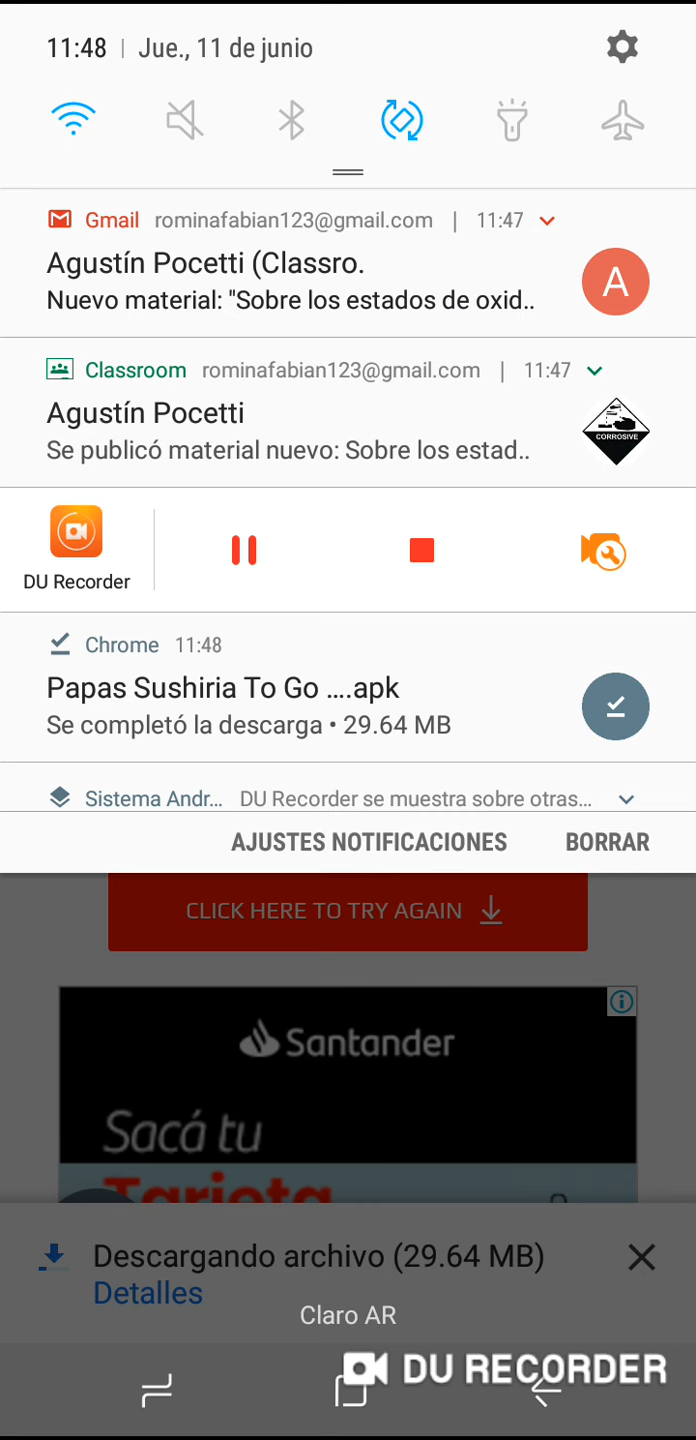 11:48 | Jue., 11 de junio
Gmail rominafabian123@gmail.com | 11:47
Agustín Pocetti (Classro.
Nuevo material: "Sobre los estados de oxid..
A
Classroom rominafabian123@gmail.com | 11:47
Agustín Pocetti
Se publicó material nuevo: Sobre los estad..
CORROSIVE
DU Recorder
Chrome 11:48
Papas Sushiria To Go ....apk
Se completó la descarga • 29.64 MB
Sistema Andr... DU Recorder se muestra sobre otras...
AJUSTES NOTIFICACIONES BORRAR
CLICK HERE TO TRY AGAIN
Santander
Sacá tu
Tarjeta
Descargando archivo (29.64 MB)
Detalles
Claro AR
DU RECORDER